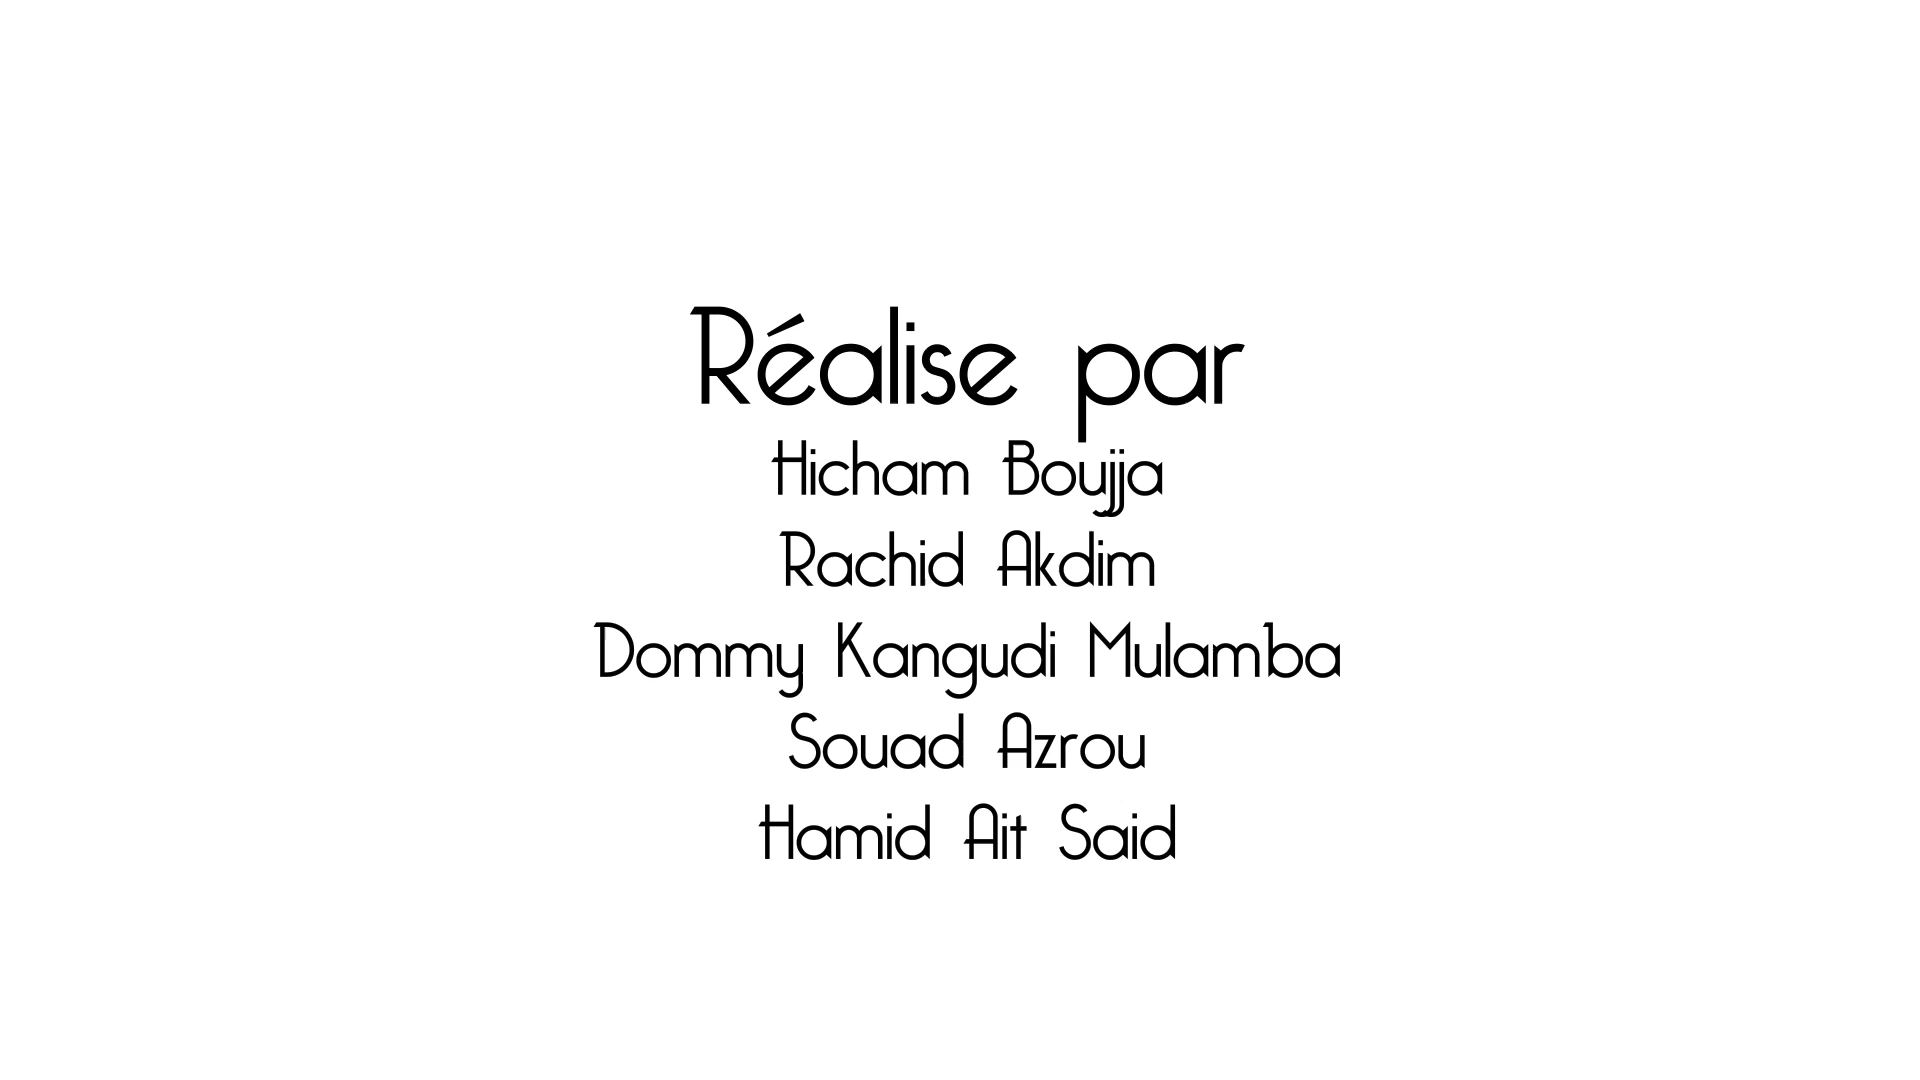 Réalise par
Hicham Boujja
Rachid Akdim
Dommy Kangudi Mulamba
Souad Azrou
Hamid Ait Said